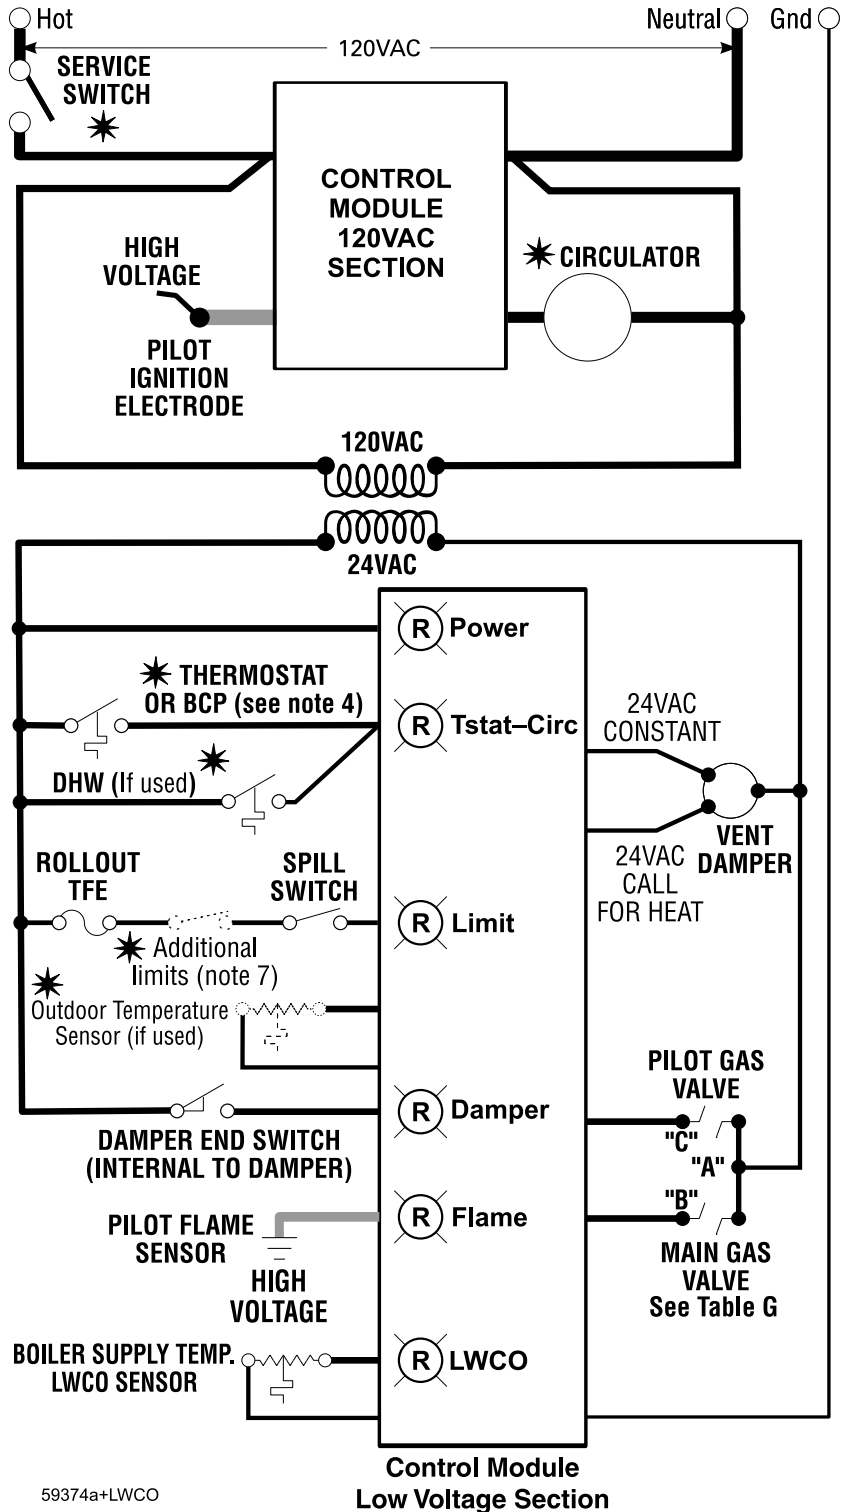 Hot
Neutral
Gnd
120VAC
SERVICE
SWITCH
CONTROL
MODULE
120VAC
SECTION
HIGH
VOLTAGE
CIRCULATOR
PILOT
IGNITION
ELECTRODE
120VAC
24VAC
R Power
THERMOSTAT
OR BCP (see note 4)
R Tstat–Circ
24VAC
CONSTANT
DHW (If used)
VENT
DAMPER
24VAC
CALL
FOR HEAT
ROLLOUT
TFE
SPILL
SWITCH
R Limit
Additional
limits (note 7)
Outdoor Temperature
Sensor (if used)
PILOT GAS
VALVE
R Damper
"C"
"A"
"B"
DAMPER END SWITCH
(INTERNAL TO DAMPER)
R Flame
PILOT FLAME
SENSOR
HIGH
VOLTAGE
MAIN GAS
VALVE
See Table G
BOILER SUPPLY TEMP.
LWCO SENSOR
R LWCO
Control Module
Low Voltage Section
59374a+LWCO